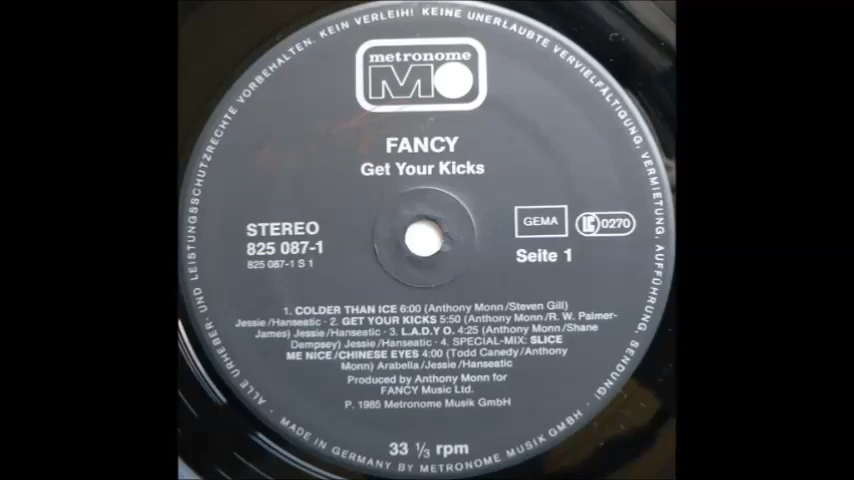 ALLE URHEBER- UND LEISTUNGSSCHUTZRECHTE VORBEHALTEN. KEIN VERLEIH! KEINE UNERLAUBTE VERVIELFÄLTIGUNG, VERMIETUNG, AUFFÜHRUNG, SENDUNG!
metronome
MO
FANCY
Get Your Kicks
STEREO
825 087-1
825 087-1 S 1
GEMA
LC 0270
Seite 1
1. COLDER THAN ICE 6:00 (Anthony Monn/Steven Gill)
Jessie/Hanseatic · 2. GET YOUR KICKS 5:50 (Anthony Monn/R. W. Palmer-
James) Jessie/Hanseatic · 3. L.A.D.Y O. 4:25 (Anthony Monn/Shane
Dempsey) Jessie/Hanseatic · 4. SPECIAL-MIX: SLICE
ME NICE/CHINESE EYES 4:00 (Todd Canedy/Anthony
Monn) Arabella/Jessie/Hanseatic
Produced by Anthony Monn for
FANCY Music Ltd.
P. 1985 Metronome Musik GmbH
33 ⅓ rpm
· MADE IN GERMANY BY METRONOME MUSIK GMBH ·